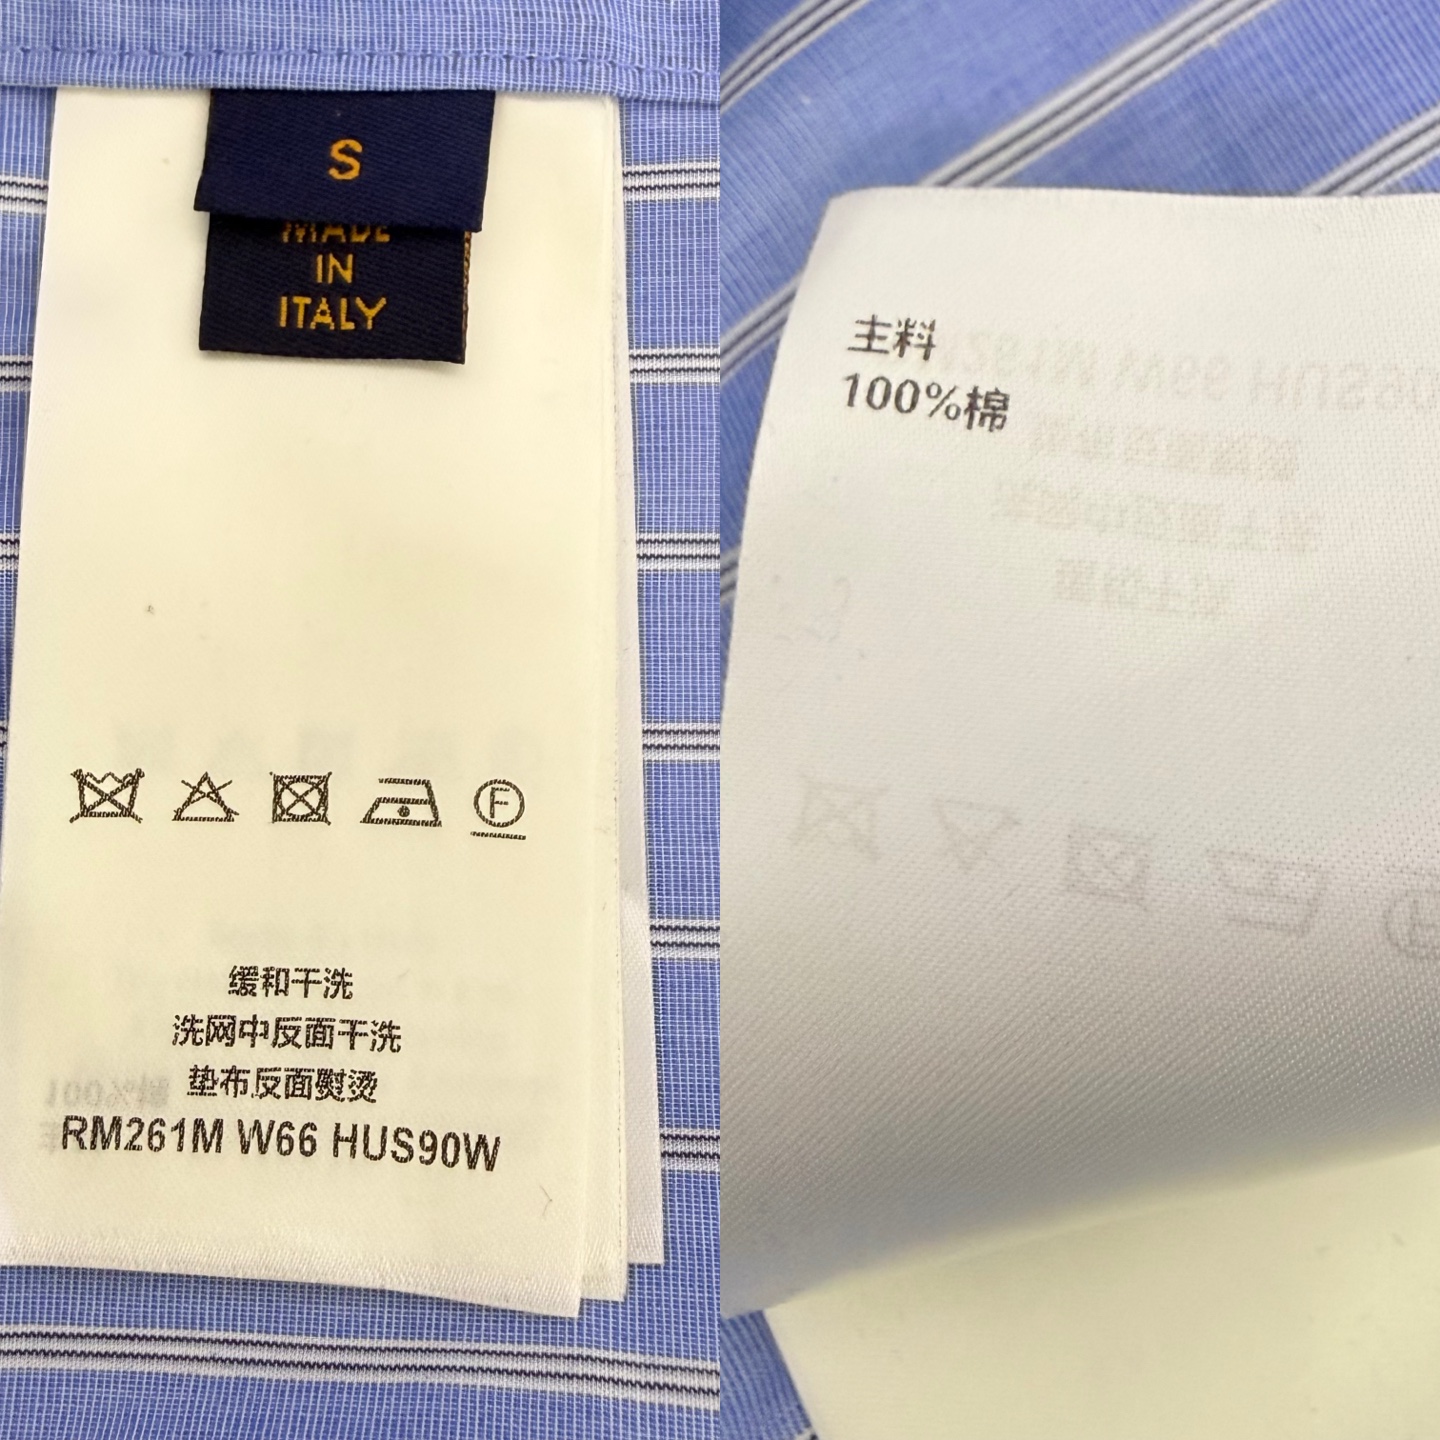 S
MADE
IN
ITALY
F
缓和干洗
洗网中反面干洗
垫布反面熨烫
RM261M W66 HUS90W
主料
100%棉